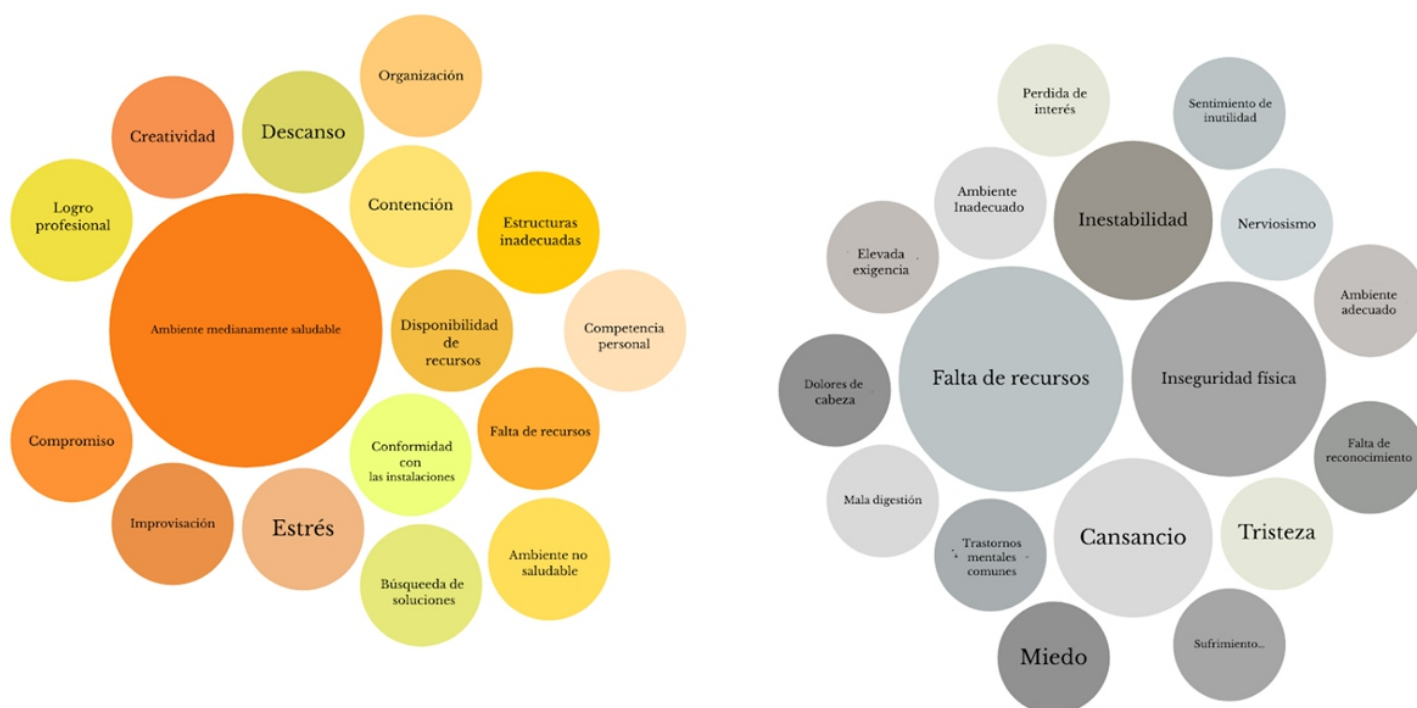 Organización
Creatividad
Descanso
Logro
profesional
Contención
Estructuras
inadecuadas
Ambiente medianamente saludable
Disponibilidad
de
recursos
Competencia
personal
Compromiso
Conformidad
con
las instalaciones
Falta de recursos
Improvisación
Estrés
Búsqueeda de
soluciones
Ambiente no
saludable
Perdida de
interés
Sentimiento de
inutilidad
Ambiente
Inadecuado
Inestabilidad
Nerviosismo
Elevada
exigencia
Ambiente
adecuado
Falta de recursos
Inseguridad física
Dolores de
cabeza
Falta de
reconocimiento
Mala digestión
Trastornos
mentales
comunes
Cansancio
Tristeza
Miedo
Sufrimiento...